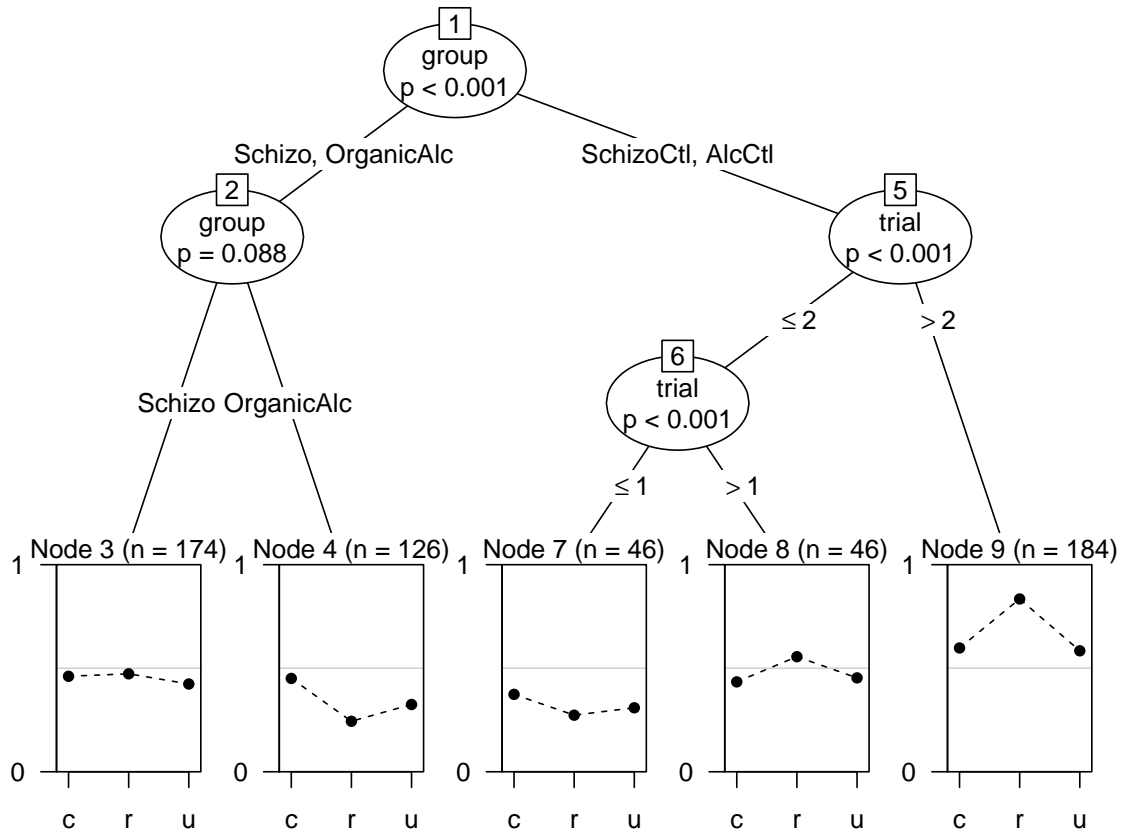 1
group
p < 0.001
Schizo, OrganicAlc
SchizoCtl, AlcCtl
2
group
p = 0.088
5
trial
p < 0.001
≤ 2
> 2
6
trial
p < 0.001
Schizo OrganicAlc
≤ 1
> 1
Node 3 (n = 174)
Node 4 (n = 126)
Node 7 (n = 46)
Node 8 (n = 46)
Node 9 (n = 184)
1
1
1
1
1
0
0
0
0
0
c r u
c r u
c r u
c r u
c r u